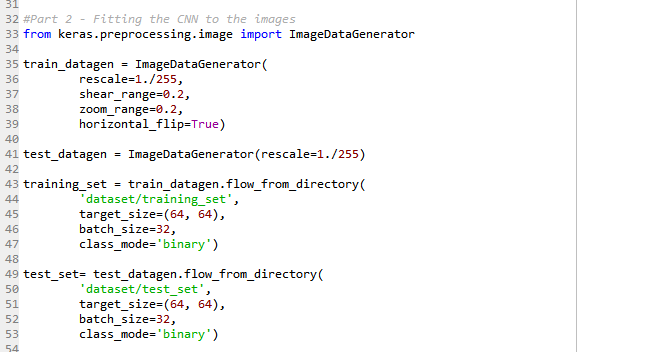 31
32 #Part 2 - Fitting the CNN to the images
33 from keras.preprocessing.image import ImageDataGenerator
34
35 train_datagen = ImageDataGenerator(
36         rescale=1./255,
37         shear_range=0.2,
38         zoom_range=0.2,
39         horizontal_flip=True)
40
41 test_datagen = ImageDataGenerator(rescale=1./255)
42
43 training_set = train_datagen.flow_from_directory(
44         'dataset/training_set',
45         target_size=(64, 64),
46         batch_size=32,
47         class_mode='binary')
48
49 test_set= test_datagen.flow_from_directory(
50         'dataset/test_set',
51         target_size=(64, 64),
52         batch_size=32,
53         class_mode='binary')
54